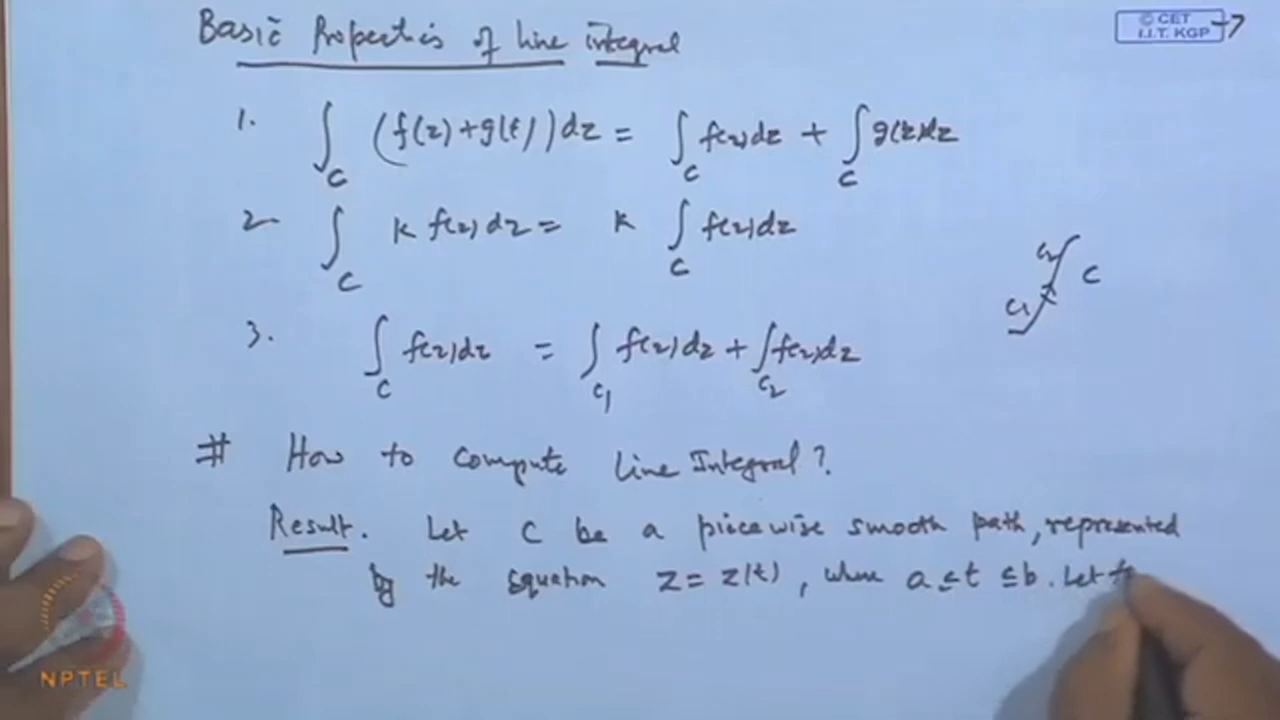 Basic Properties of line integral
© CET
I.I.T. KGP
1. ∫_C (f(z)+g(z))dz = ∫_C f(z)dz + ∫_C g(z)dz
2. ∫_C k f(z)dz = k ∫_C f(z)dz
C2 C
C1
3. ∫_C f(z)dz = ∫_C1 f(z)dz + ∫_C2 f(z)dz
# How to compute Line Integral?
Result. Let C be a piecewise smooth path, represented
by the equation z = z(t), where a ≤ t ≤ b. Let
NPTEL